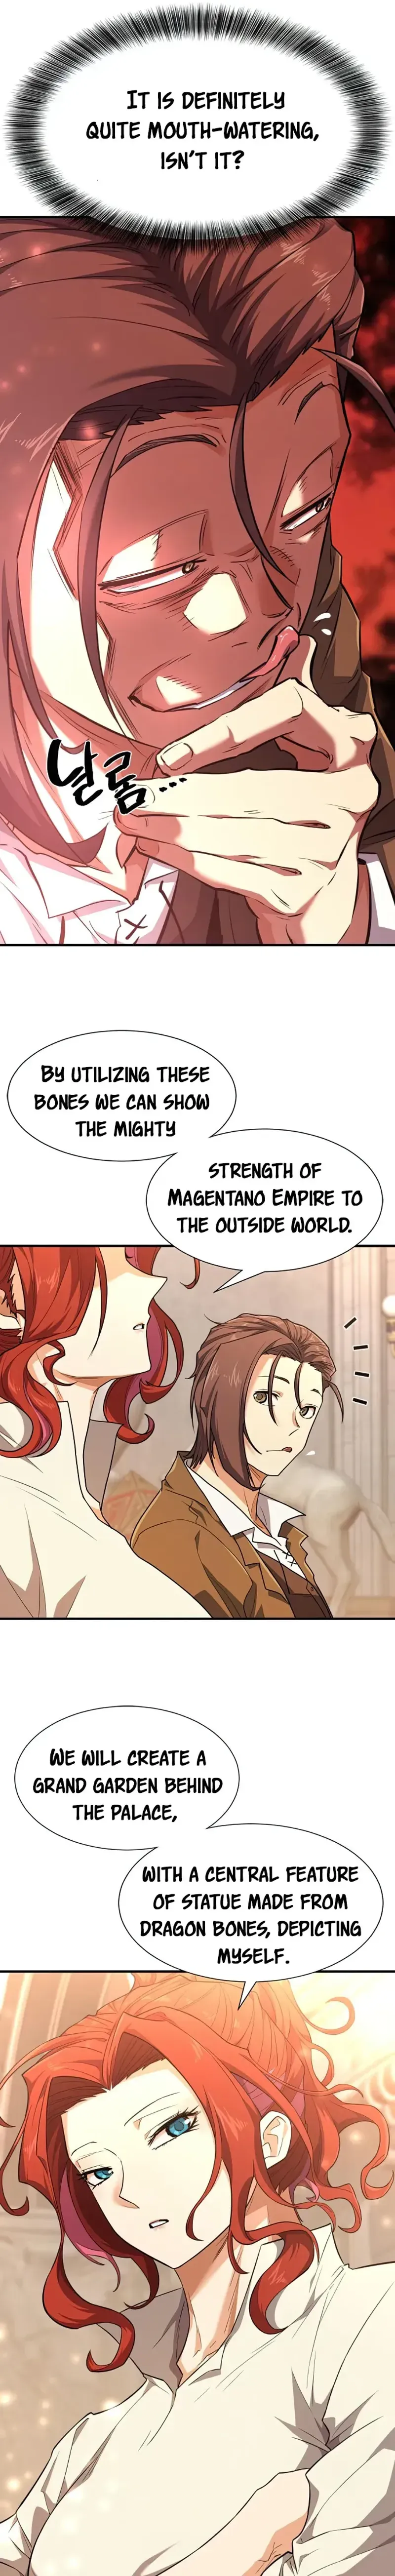 IT IS DEFINITELY
QUITE MOUTH-WATERING,
ISN'T IT?
날름...
BY UTILIZING THESE
BONES WE CAN SHOW
THE MIGHTY
STRENGTH OF
MAGENTANO EMPIRE TO
THE OUTSIDE WORLD.
WE WILL CREATE A
GRAND GARDEN BEHIND
THE PALACE,
WITH A CENTRAL FEATURE
OF STATUE MADE FROM
DRAGON BONES, DEPICTING
MYSELF.